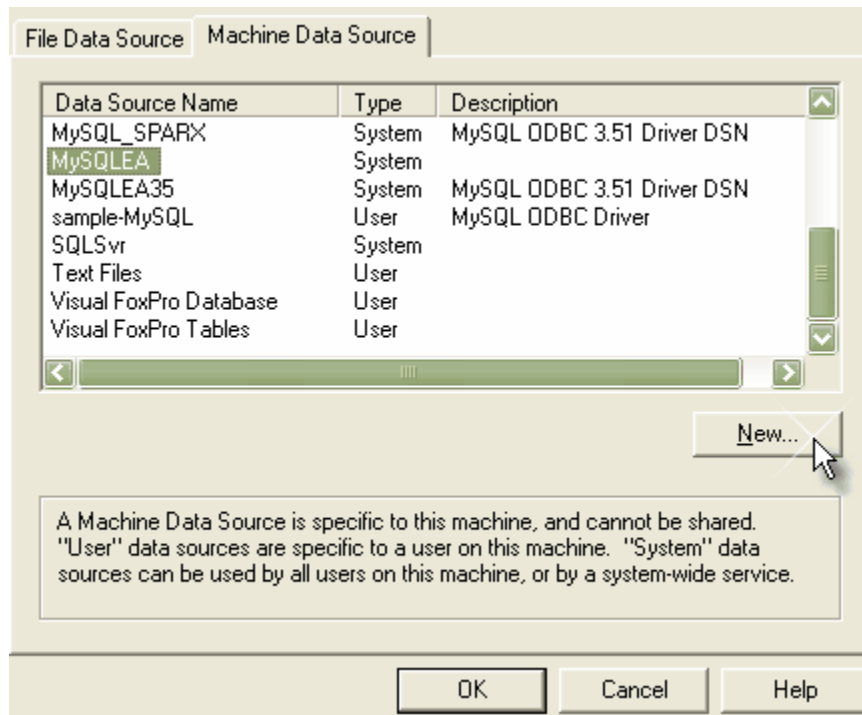 File Data Source Machine Data Source
Data Source Name Type Description
MySQL_SPARX System MySQL ODBC 3.51 Driver DSN
MySQLEA System
MySQLEA35 System MySQL ODBC 3.51 Driver DSN
sample-MySQL User MySQL ODBC Driver
SQLSvr System
Text Files User
Visual FoxPro Database User
Visual FoxPro Tables User
New...
A Machine Data Source is specific to this machine, and cannot be shared.
"User" data sources are specific to a user on this machine. "System" data
sources can be used by all users on this machine, or by a system-wide service.
OK Cancel Help